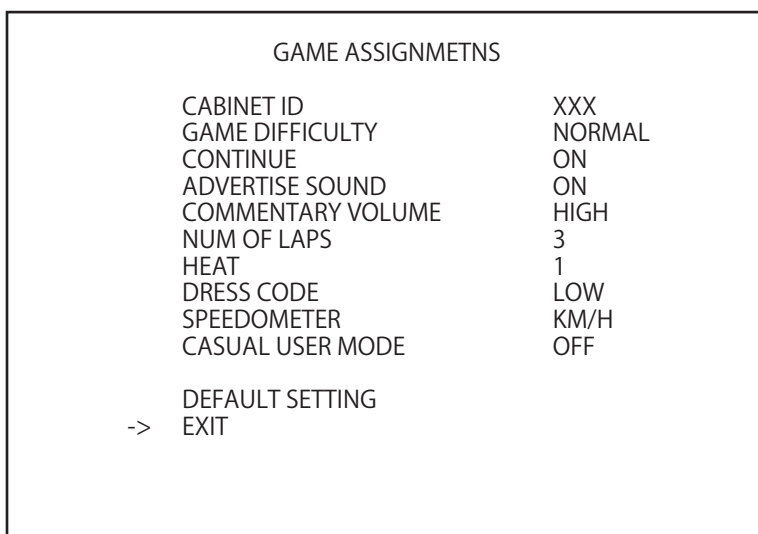 GAME ASSIGNMETNS
CABINET ID XXX
GAME DIFFICULTY NORMAL
CONTINUE ON
ADVERTISE SOUND ON
COMMENTARY VOLUME HIGH
NUM OF LAPS 3
HEAT 1
DRESS CODE LOW
SPEEDOMETER KM/H
CASUAL USER MODE OFF
DEFAULT SETTING
-> EXIT